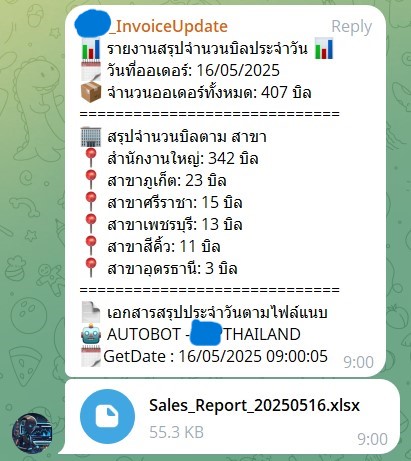 _InvoiceUpdate
Reply
รายงานสรุปจำนวนบิลประจำวัน
วันที่ออเดอร์: 16/05/2025
จำนวนออเดอร์ทั้งหมด: 407 บิล
==============================
สรุปจำนวนบิลตาม สาขา
สำนักงานใหญ่: 342 บิล
สาขาภูเก็ต: 23 บิล
สาขาศรีราชา: 15 บิล
สาขาเพชรบุรี: 13 บิล
สาขาสีคิ้ว: 11 บิล
สาขาอุดรธานี: 3 บิล
==============================
เอกสารสรุปประจำวันตามไฟล์แนบ
AUTOBOT - THAILAND
GetDate : 16/05/2025 09:00:05
9:00
Sales_Report_20250516.xlsx
55.3 KB
9:00